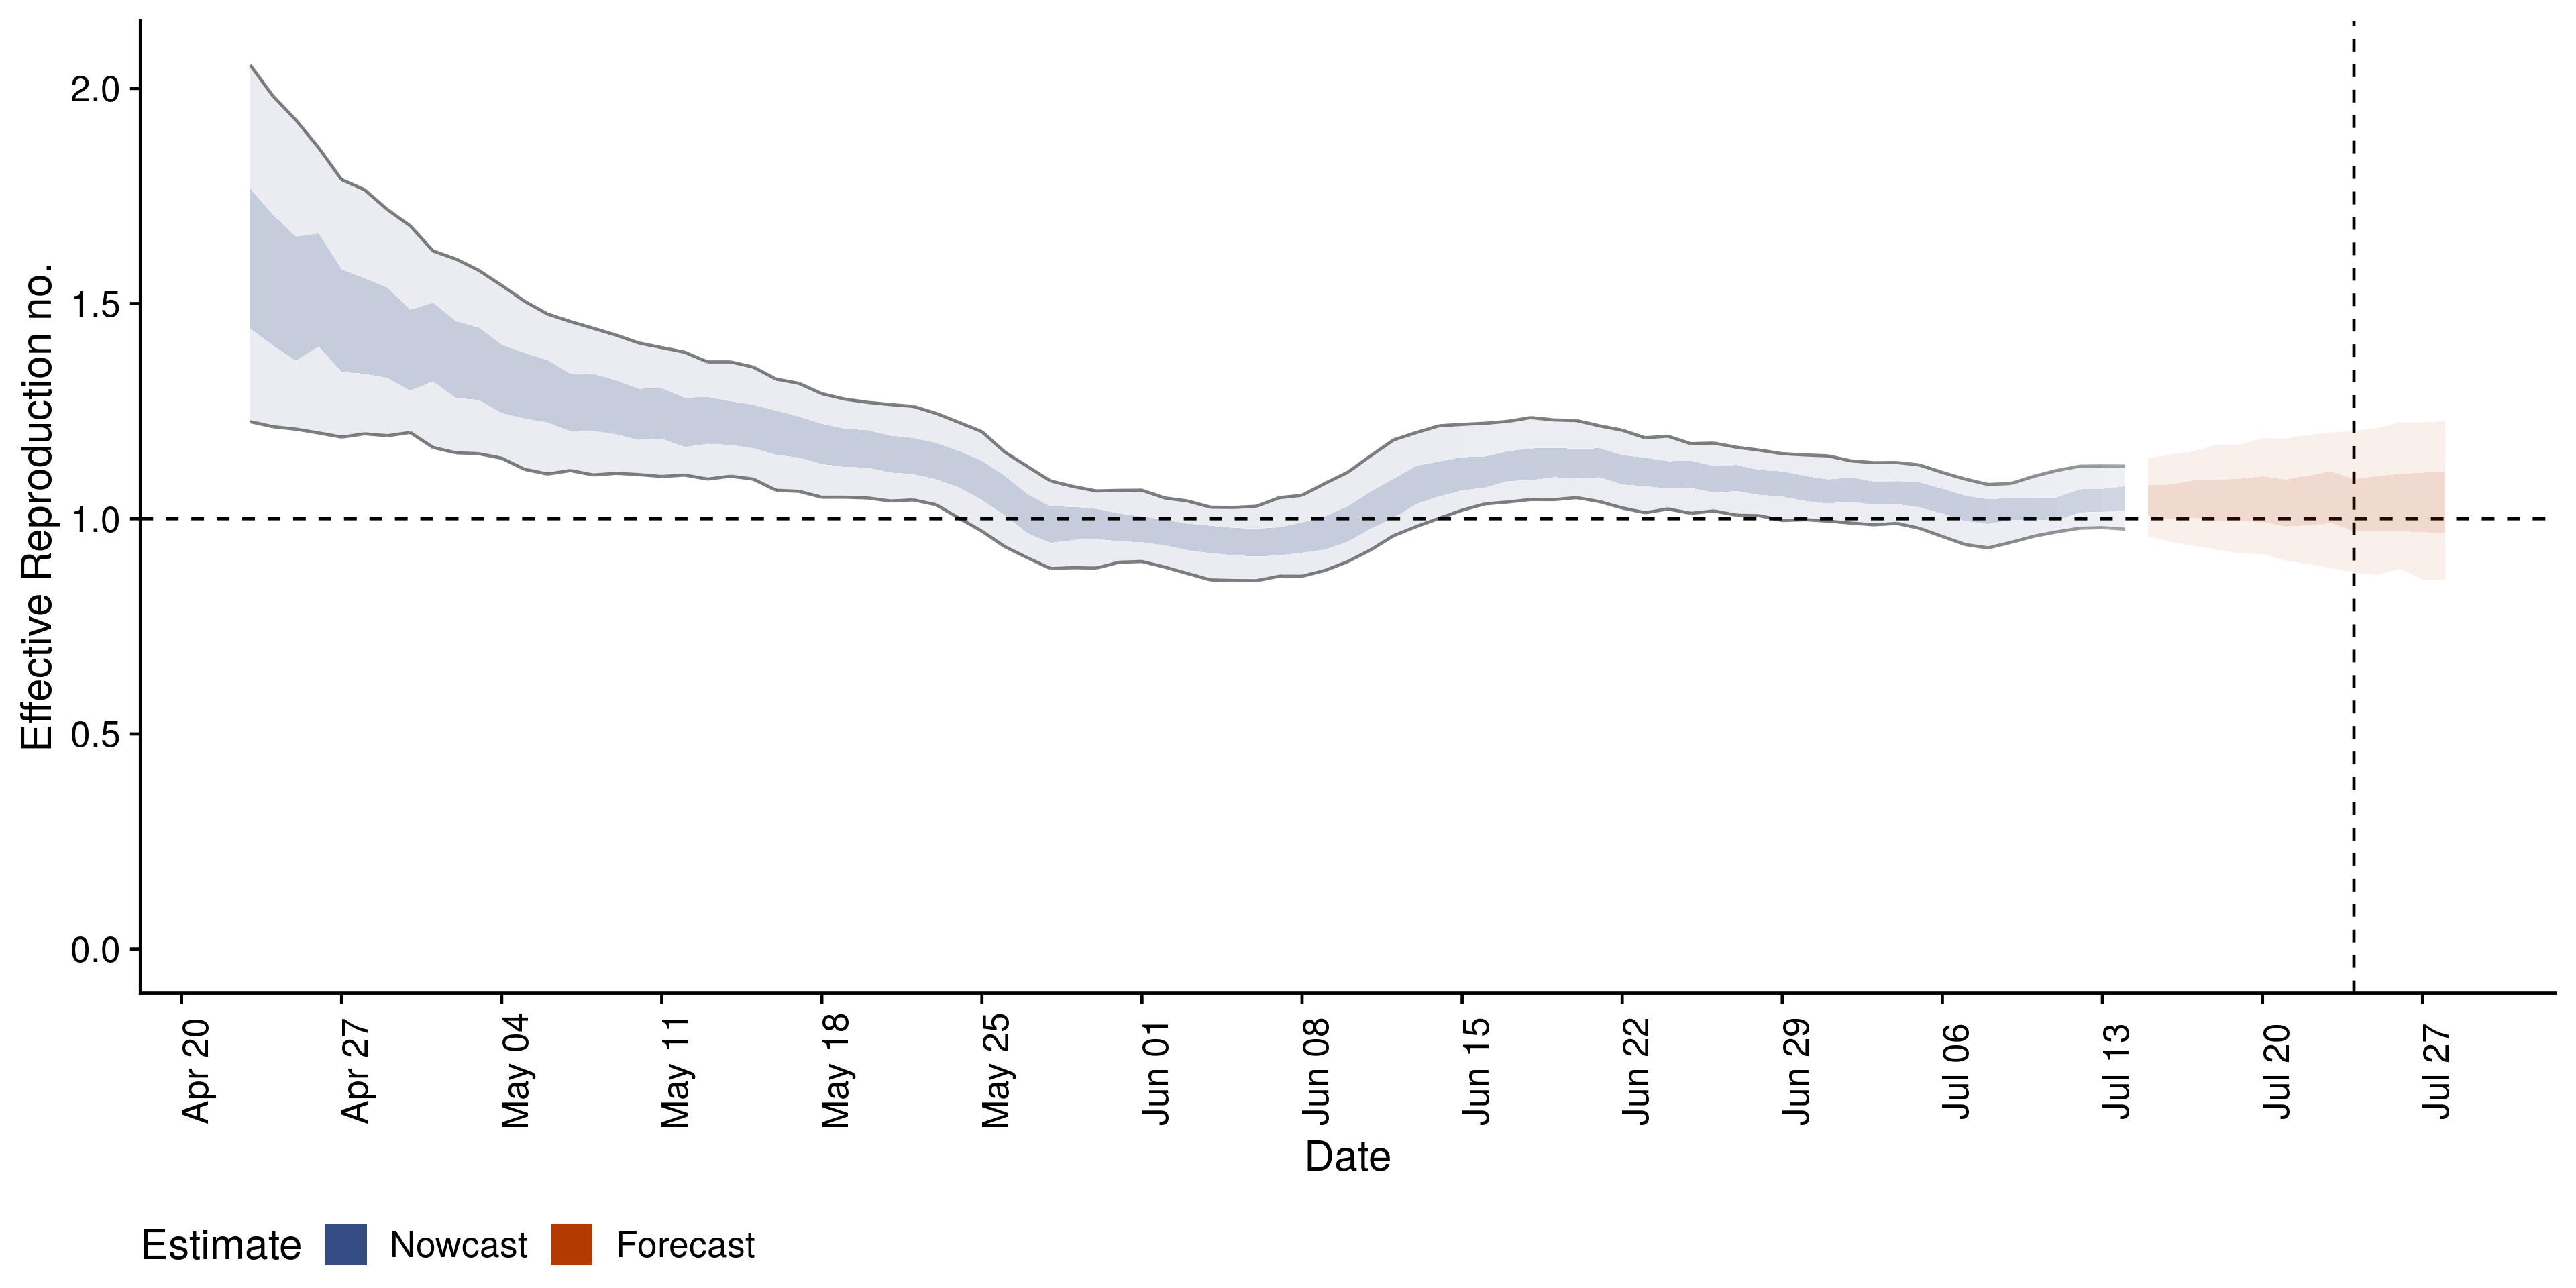 Effective Reproduction no.
2.0
1.5
1.0
0.5
0.0
Apr 20
Apr 27
May 04
May 11
May 18
May 25
Jun 01
Jun 08
Jun 15
Jun 22
Jun 29
Jul 06
Jul 13
Jul 20
Jul 27
Date
Estimate Nowcast Forecast